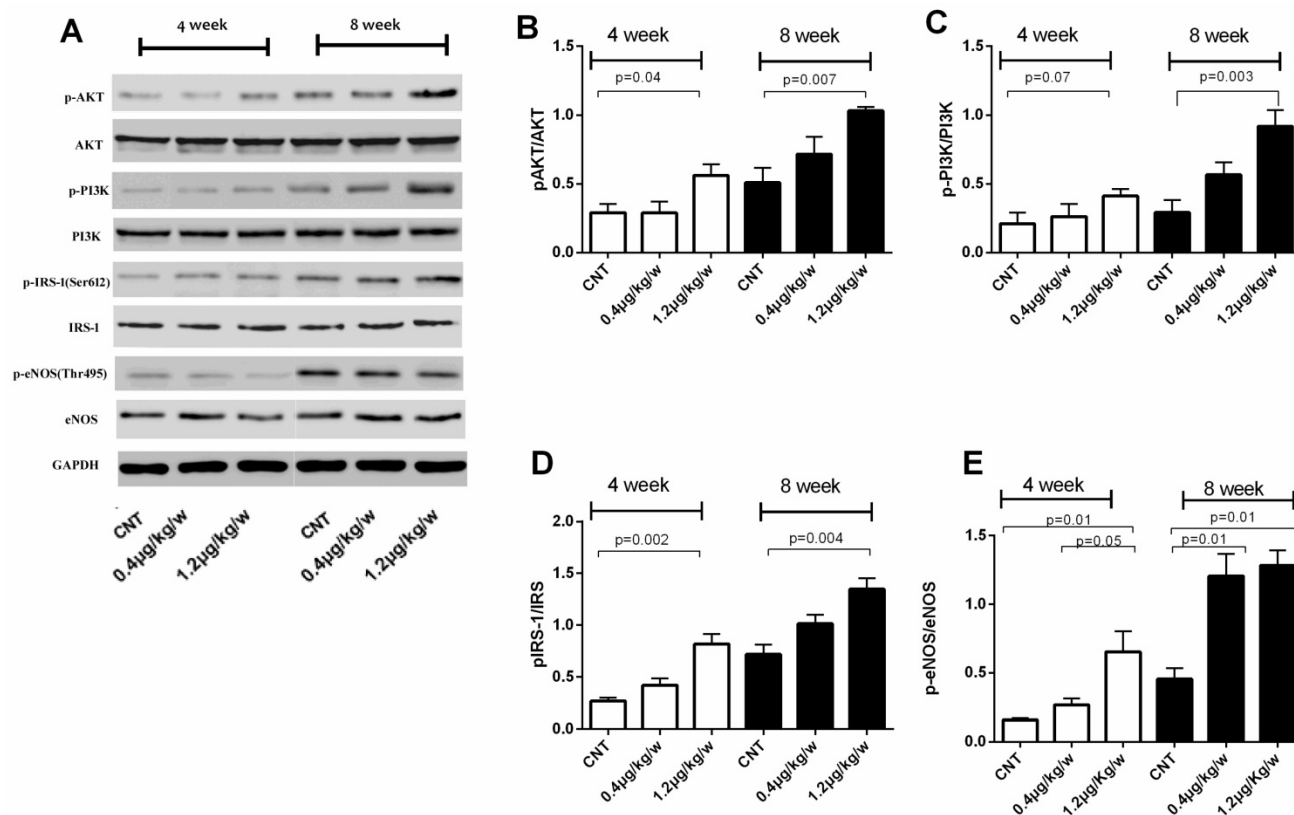 A
4 week
8 week
p-AKT
AKT
p-PI3K
PI3K
p-IRS-1(Ser612)
IRS-1
p-eNOS(Thr495)
eNOS
GAPDH
CNT
0.4µg/kg/w
1.2µg/kg/w
CNT
0.4µg/kg/w
1.2µg/kg/w
B
4 week
8 week
p=0.04
p=0.007
pAKT/AKT
1.5
1.0
0.5
0.0
CNT
0.4µg/kg/w
1.2µg/kg/w
CNT
0.4µg/kg/w
1.2µg/kg/w
C
4 week
8 week
p=0.07
p=0.003
p-PI3K/PI3K
1.5
1.0
0.5
0.0
CNT
0.4µg/kg/w
1.2µg/kg/w
CNT
0.4µg/kg/w
1.2µg/kg/w
D
4 week
8 week
p=0.002
p=0.004
pIRS-1/IRS
2.0
1.5
1.0
0.5
0.0
CNT
0.4µg/kg/w
1.2µg/kg/w
CNT
0.4µg/kg/w
1.2µg/kg/w
E
4 week
8 week
p=0.01
p=0.05
p=0.01
p=0.01
p-eNOS/eNOS
1.5
1.0
0.5
0.0
CNT
0.4µg/kg/w
1.2µg/Kg/w
CNT
0.4µg/kg/w
1.2µg/Kg/w